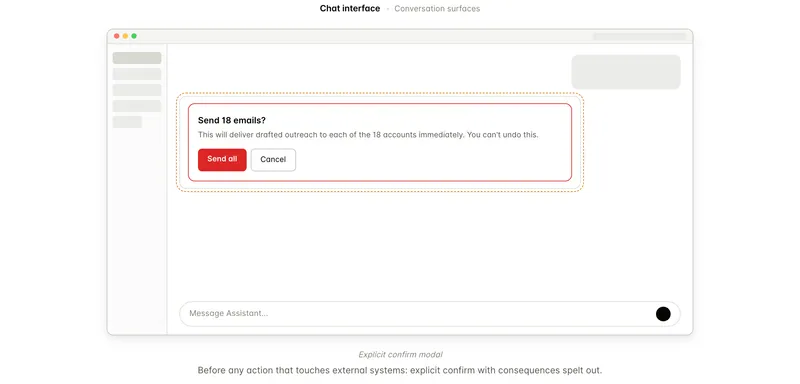 Chat interface · Conversation surfaces
Send 18 emails?
This will deliver drafted outreach to each of the 18 accounts immediately. You can't undo this.
Send all Cancel
Message Assistant...
Explicit confirm modal
Before any action that touches external systems: explicit confirm with consequences spelt out.